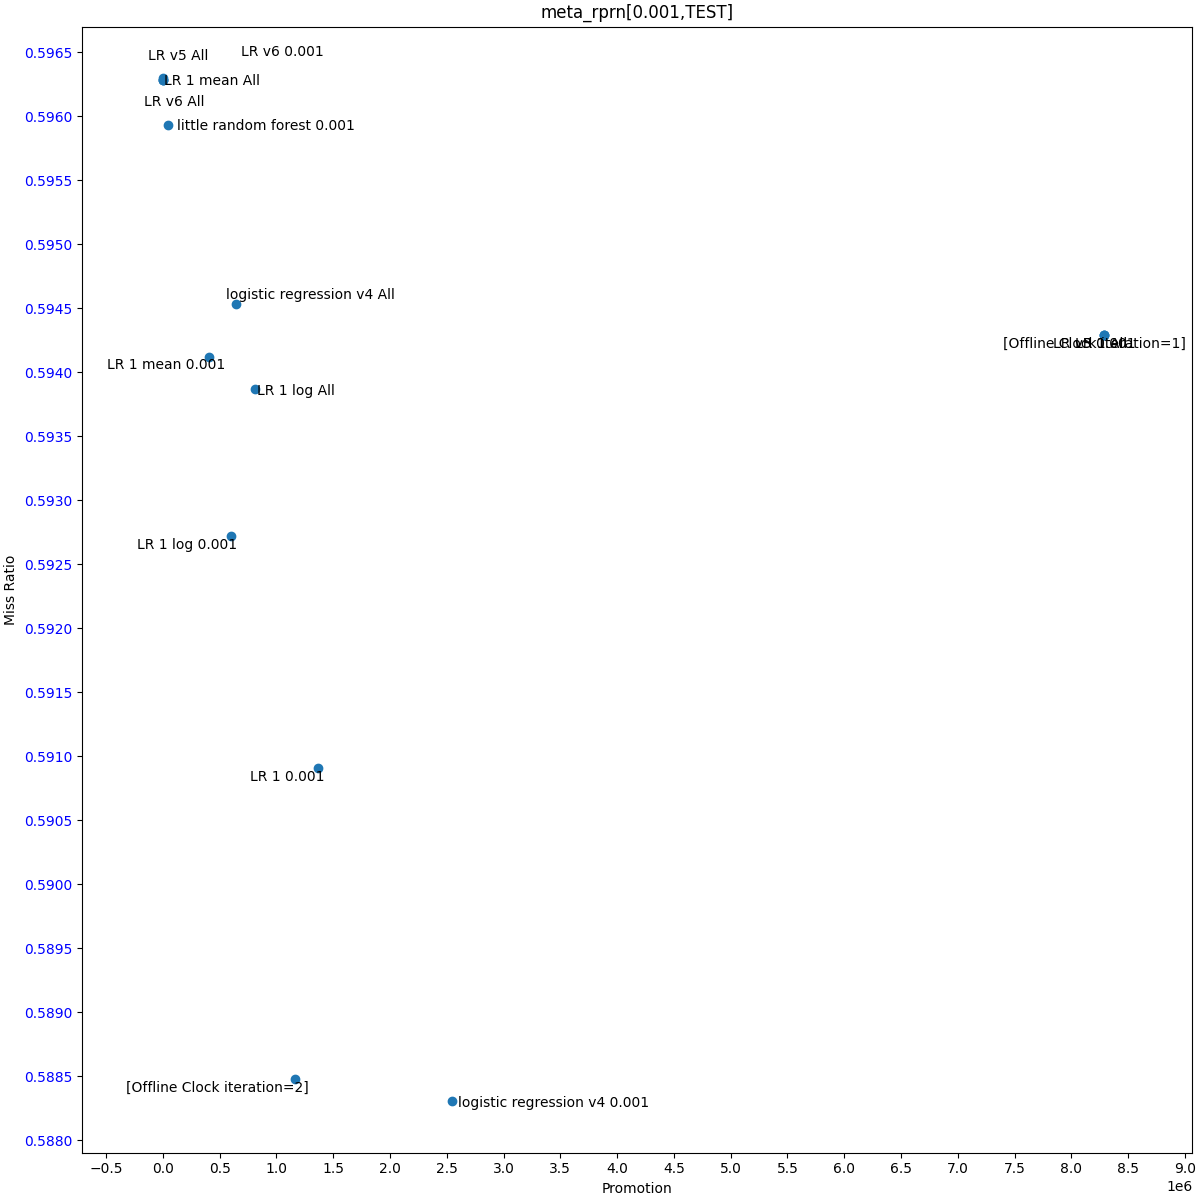 meta_rprn[0.001,TEST]
0.5965
0.5960
0.5955
0.5950
0.5945
0.5940
0.5935
0.5930
0.5925
0.5920
0.5915
0.5910
0.5905
0.5900
0.5895
0.5890
0.5885
0.5880
Miss Ratio
LR v5 All
LR v6 0.001
LR 1 mean All
LR v6 All
little random forest 0.001
logistic regression v4 All
[Offline Clock iteration=1]
LR 1 mean 0.001
LR 1 log All
LR 1 log 0.001
LR 1 0.001
[Offline Clock iteration=2]
logistic regression v4 0.001
−0.5 0.0 0.5 1.0 1.5 2.0 2.5 3.0 3.5 4.0 4.5 5.0 5.5 6.0 6.5 7.0 7.5 8.0 8.5 9.0
1e6
Promotion